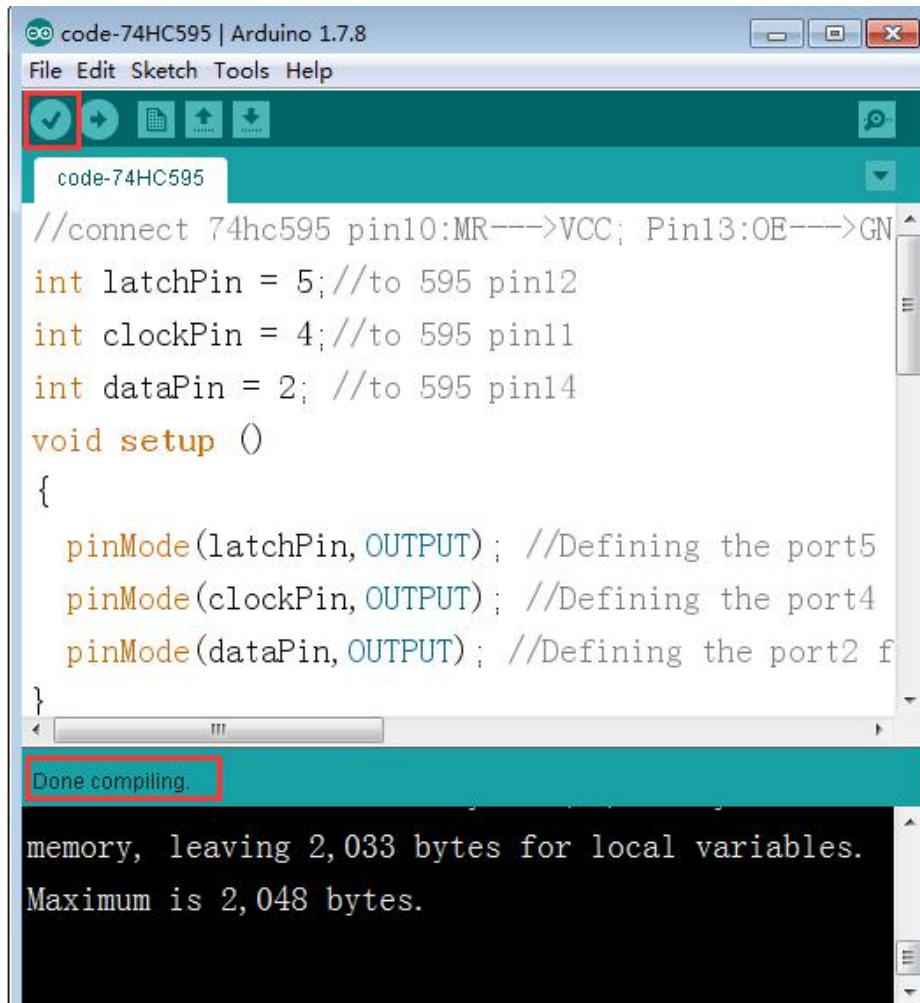 code-74HC595 | Arduino 1.7.8
File Edit Sketch Tools Help
code-74HC595
//connect 74hc595 pin10:MR--->VCC; Pin13:OE--->GN
int latchPin = 5;//to 595 pin12
int clockPin = 4;//to 595 pin11
int dataPin = 2; //to 595 pin14
void setup ()
{
pinMode(latchPin,OUTPUT); //Defining the port5
pinMode(clockPin,OUTPUT); //Defining the port4
pinMode(dataPin,OUTPUT); //Defining the port2 f
}
Done compiling.
memory, leaving 2,033 bytes for local variables.
Maximum is 2,048 bytes.